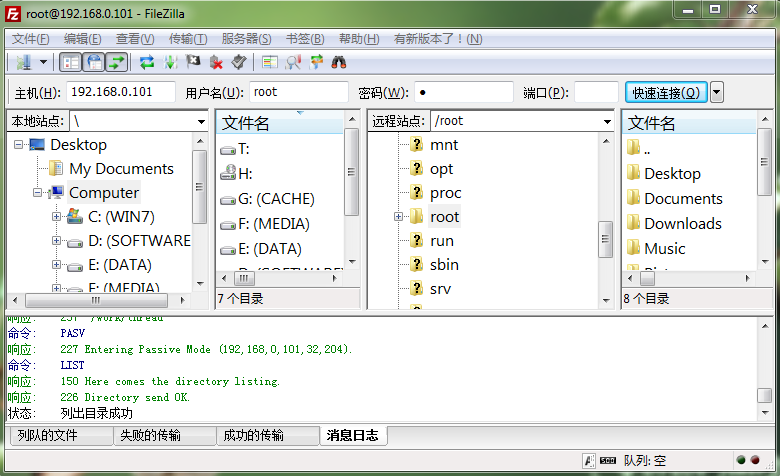 root@192.168.0.101 - FileZilla
文件(F) 编辑(E) 查看(V) 传输(T) 服务器(S) 书签(B) 帮助(H) 有新版本了！(N)
主机(H): 192.168.0.101 用户名(U): root 密码(W): ● 端口(P): 快速连接(Q)
本地站点: \
Desktop
My Documents
Computer
C: (WIN7)
D: (SOFTWARE
E: (DATA)
F: (MEDIA)
文件名
T:
H:
G: (CACHE)
F: (MEDIA)
E: (DATA)
D: (SOFTWARE)
7 个目录
远程站点: /root
mnt
opt
proc
root
run
sbin
srv
文件名
..
Desktop
Documents
Downloads
Music
8 个目录
响应: 257 "/work/thread"
命令: PASV
响应: 227 Entering Passive Mode (192,168,0,101,32,204).
命令: LIST
响应: 150 Here comes the directory listing.
响应: 226 Directory send OK.
状态: 列出目录成功
列队的文件 失败的传输 成功的传输 消息日志
队列: 空